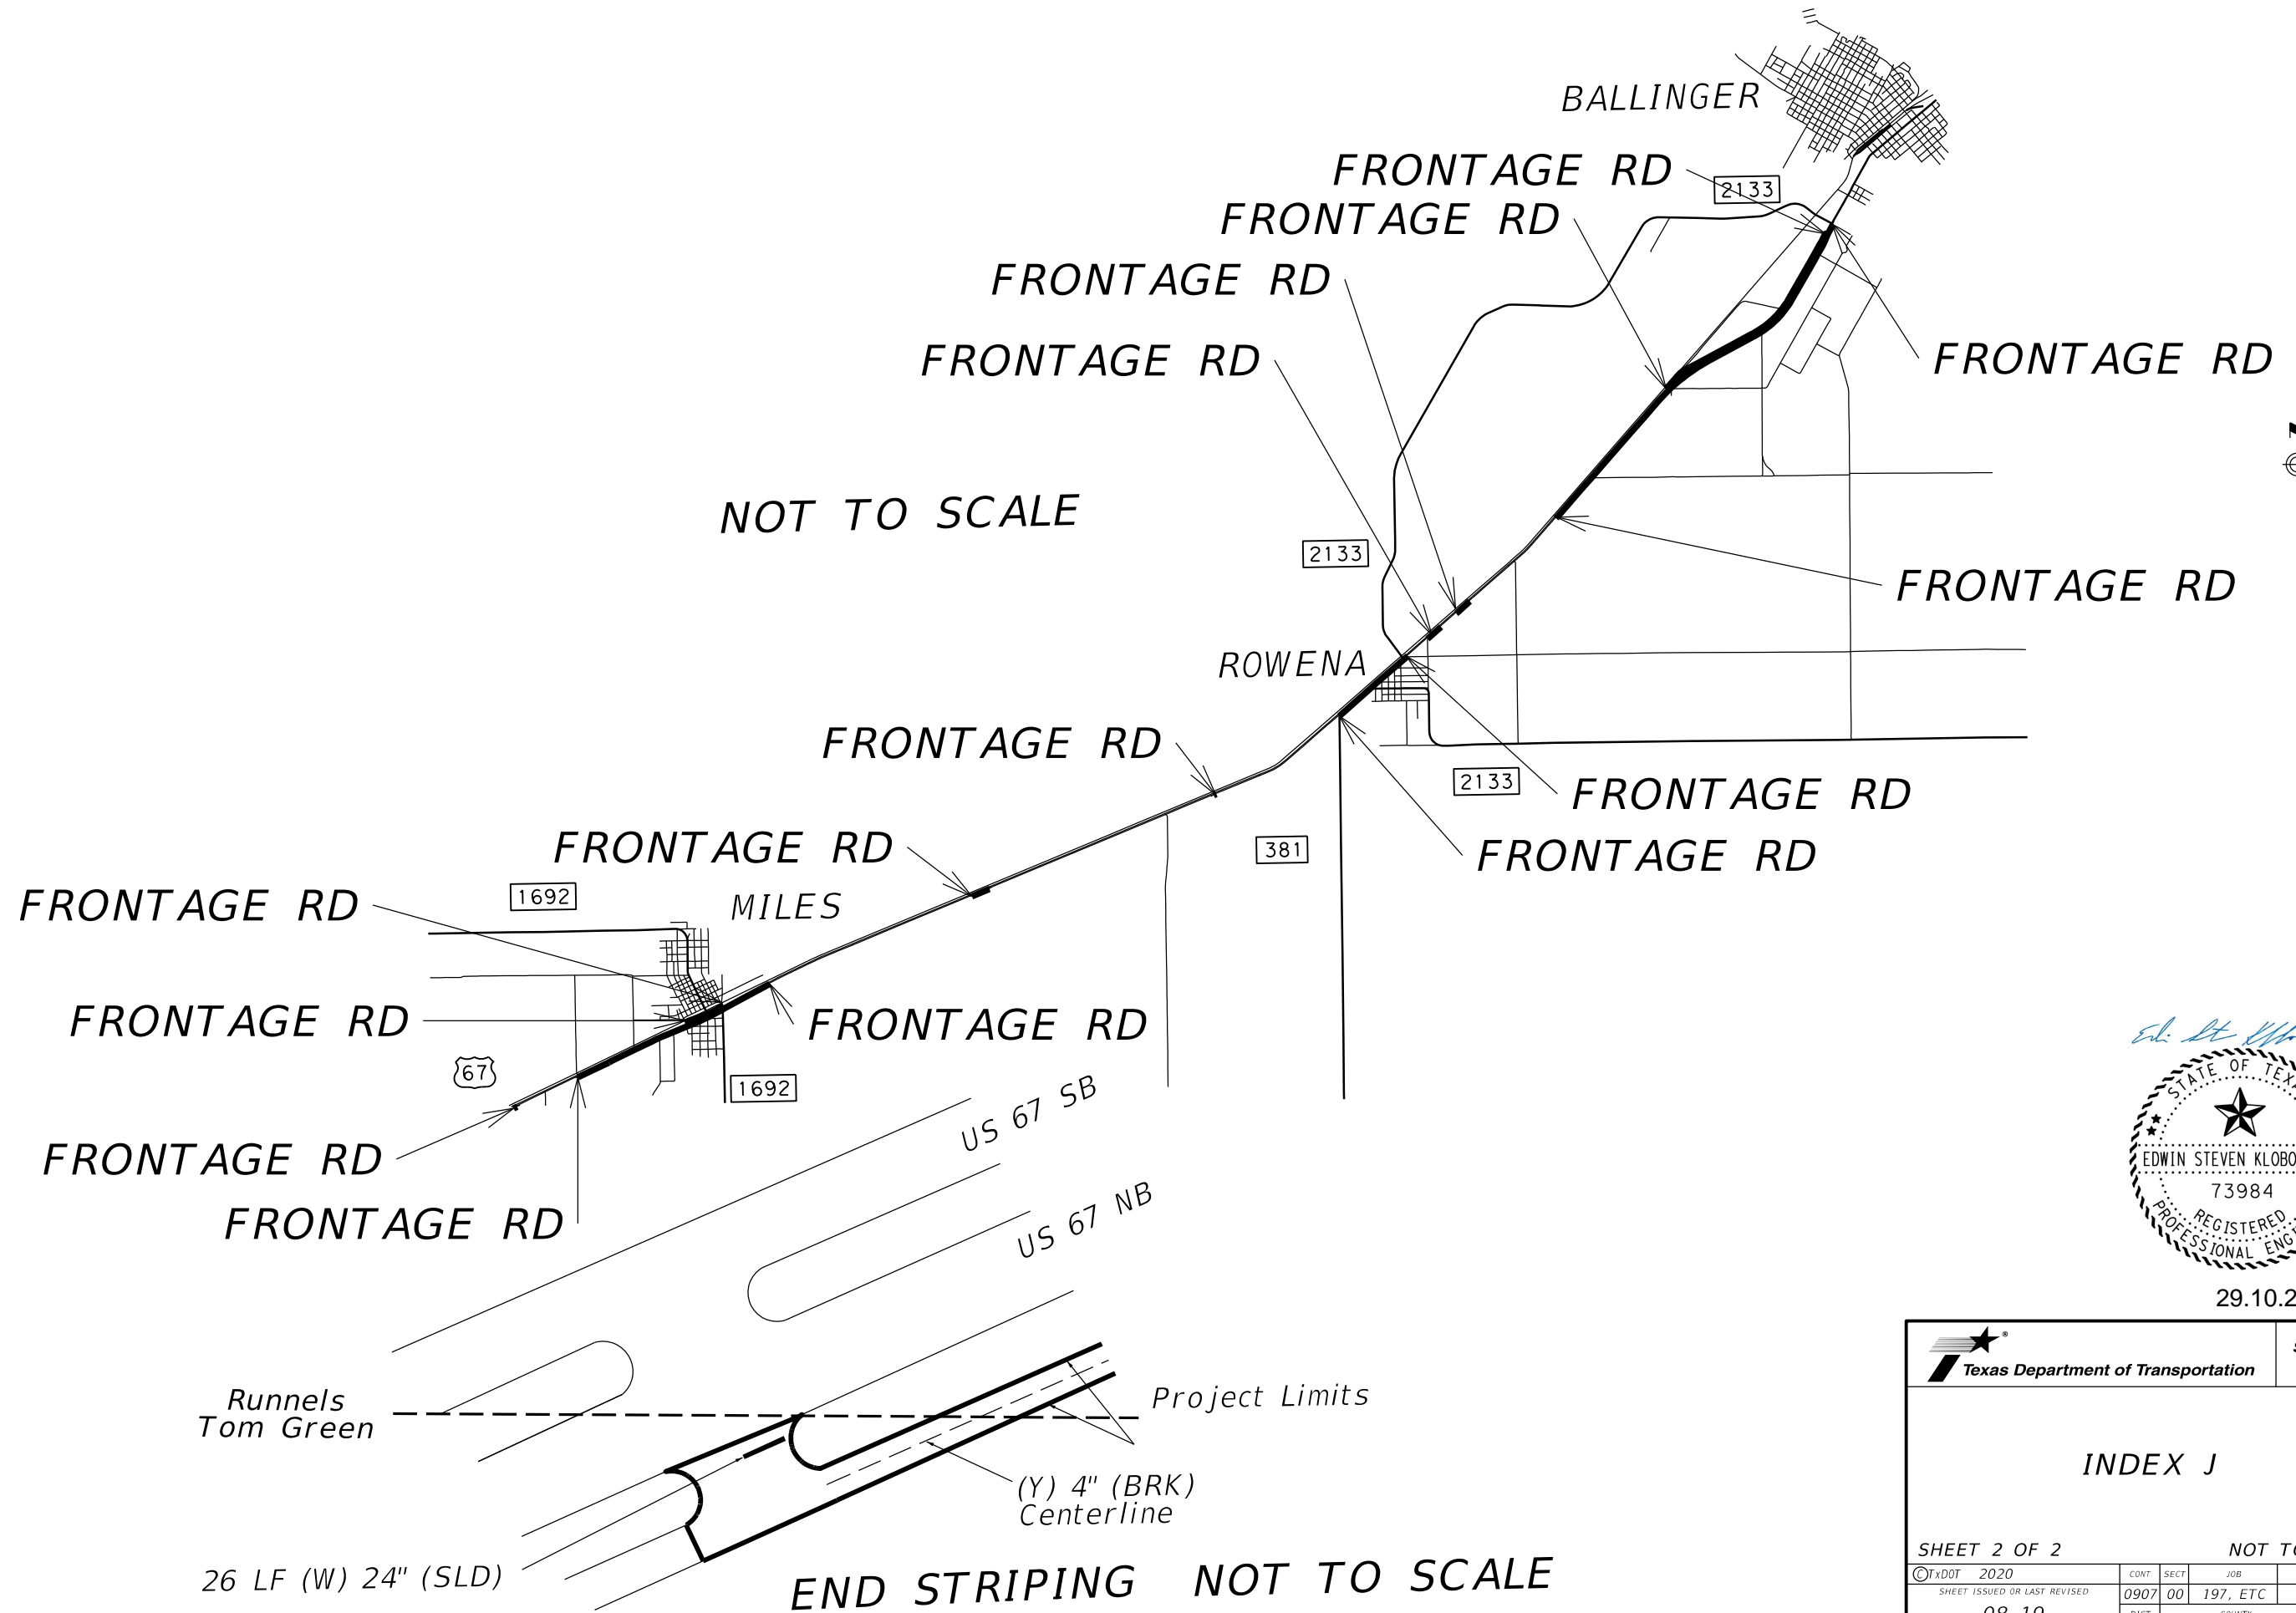 BALLINGER
FRONTAGE RD
2133
FRONTAGE RD
FRONTAGE RD
FRONTAGE RD
FRONTAGE RD
NOT TO SCALE
2133
FRONTAGE RD
ROWENA
FRONTAGE RD
2133
FRONTAGE RD
381
FRONTAGE RD
FRONTAGE RD
FRONTAGE RD
1692
MILES
FRONTAGE RD
FRONTAGE RD
67
1692
US 67 SB
FRONTAGE RD
FRONTAGE RD
US 67 NB
STATE OF
EDWIN STEVEN
73984
REGISTERED
PROFESSIONAL
Runnels
Tom Green
Project Limits
(Y) 4" (BRK)
Centerline
26 LF (W) 24" (SLD)
END STRIPING NOT TO SCALE
Texas Department of Transportation
INDEX J
SHEET 2 OF 2
NOT
©TxDOT 2020
CONT SECT JOB
SHEET ISSUED OR LAST REVISED
0907 00 197, ETC